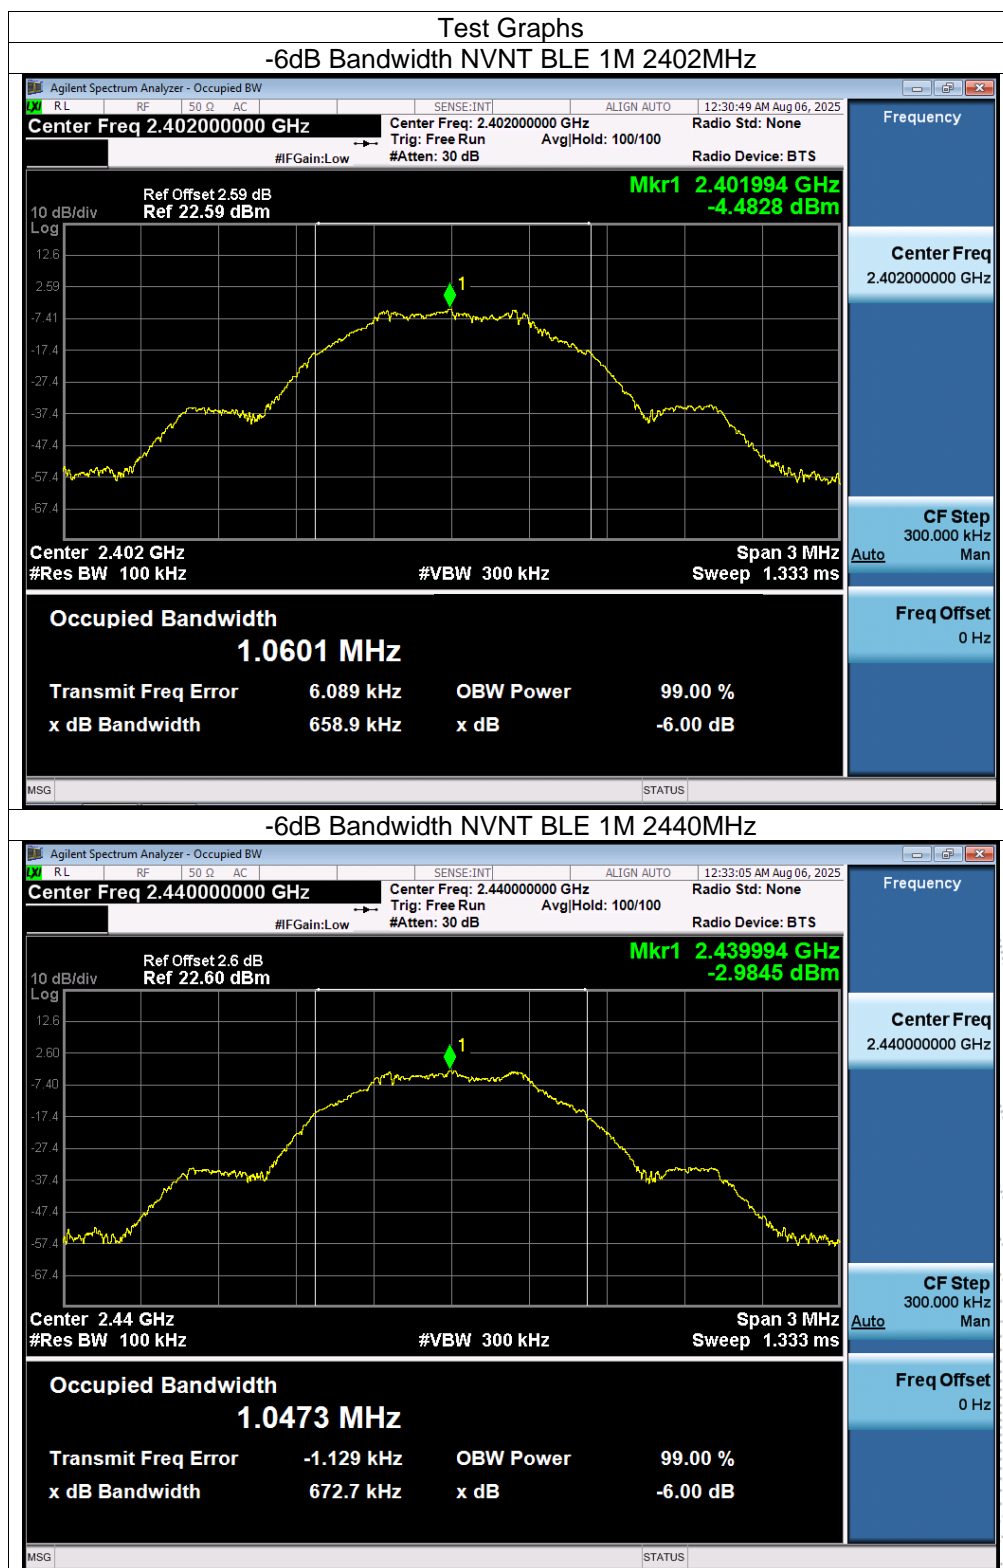 Test Graphs
-6dB Bandwidth NVNT BLE 1M 2402MHz
Agilent Spectrum Analyzer - Occupied BW
LXI RL RF 50 Ω AC SENSE:INT ALIGN AUTO 12:30:49 AM Aug 06, 2025
Center Freq 2.402000000 GHz Center Freq: 2.402000000 GHz Radio Std: None Frequency
Trig: Free Run Avg|Hold: 100/100
#IFGain:Low #Atten: 30 dB Radio Device: BTS
Mkr1 2.401994 GHz
Ref Offset 2.59 dB
10 dB/div Ref 22.59 dBm -4.4828 dBm
Log
12.6
2.59
-7.41
-17.4
-27.4
-37.4
-47.4
-57.4
-67.4
1
Center Freq
2.402000000 GHz
CF Step
300.000 kHz
Auto Man
Center 2.402 GHz Span 3 MHz
#Res BW 100 kHz #VBW 300 kHz Sweep 1.333 ms
Freq Offset
0 Hz
Occupied Bandwidth
1.0601 MHz
Transmit Freq Error 6.089 kHz OBW Power 99.00 %
x dB Bandwidth 658.9 kHz x dB -6.00 dB
MSG STATUS
-6dB Bandwidth NVNT BLE 1M 2440MHz
Agilent Spectrum Analyzer - Occupied BW
LXI RL RF 50 Ω AC SENSE:INT ALIGN AUTO 12:33:05 AM Aug 06, 2025
Center Freq 2.440000000 GHz Center Freq: 2.440000000 GHz Radio Std: None Frequency
Trig: Free Run Avg|Hold: 100/100
#IFGain:Low #Atten: 30 dB Radio Device: BTS
Mkr1 2.439994 GHz
Ref Offset 2.6 dB
10 dB/div Ref 22.60 dBm -2.9845 dBm
Log
12.6
2.60
-7.40
-17.4
-27.4
-37.4
-47.4
-57.4
-67.4
1
Center Freq
2.440000000 GHz
CF Step
300.000 kHz
Auto Man
Center 2.44 GHz Span 3 MHz
#Res BW 100 kHz #VBW 300 kHz Sweep 1.333 ms
Freq Offset
0 Hz
Occupied Bandwidth
1.0473 MHz
Transmit Freq Error -1.129 kHz OBW Power 99.00 %
x dB Bandwidth 672.7 kHz x dB -6.00 dB
MSG STATUS